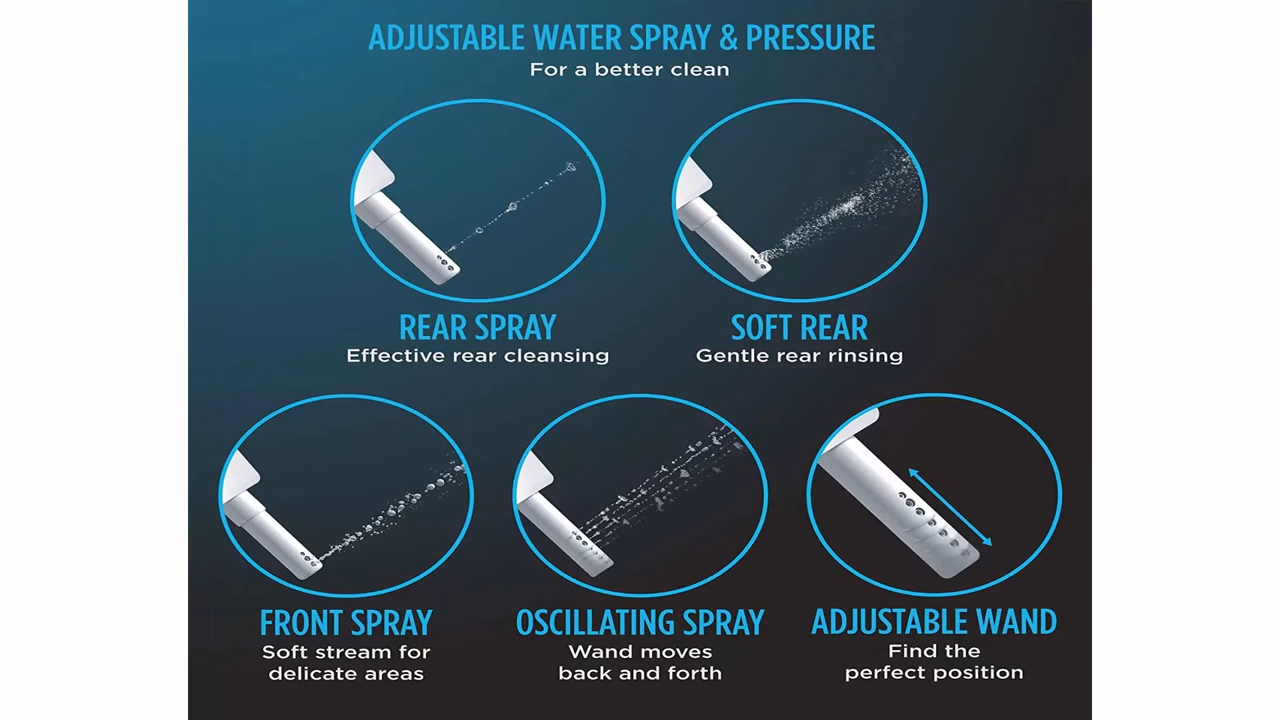 ADJUSTABLE WATER SPRAY & PRESSURE
For a better clean
REAR SPRAY
Effective rear cleansing
SOFT REAR
Gentle rear rinsing
FRONT SPRAY
Soft stream for
delicate areas
OSCILLATING SPRAY
Wand moves
back and forth
ADJUSTABLE WAND
Find the
perfect position